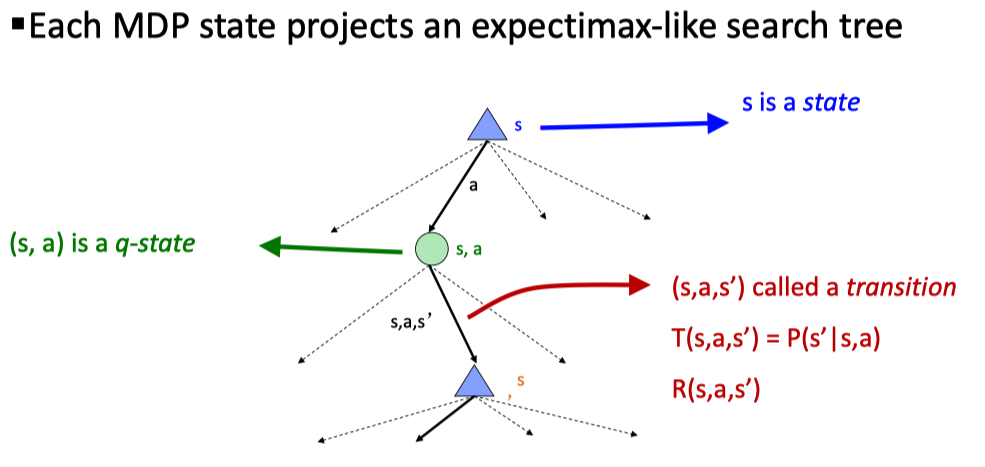 ▪Each MDP state projects an expectimax-like search tree
s is a state
s
a
(s, a) is a q-state
s, a
(s,a,s’) called a transition
s,a,s’
T(s,a,s’) = P(s’|s,a)
s
’
R(s,a,s’)